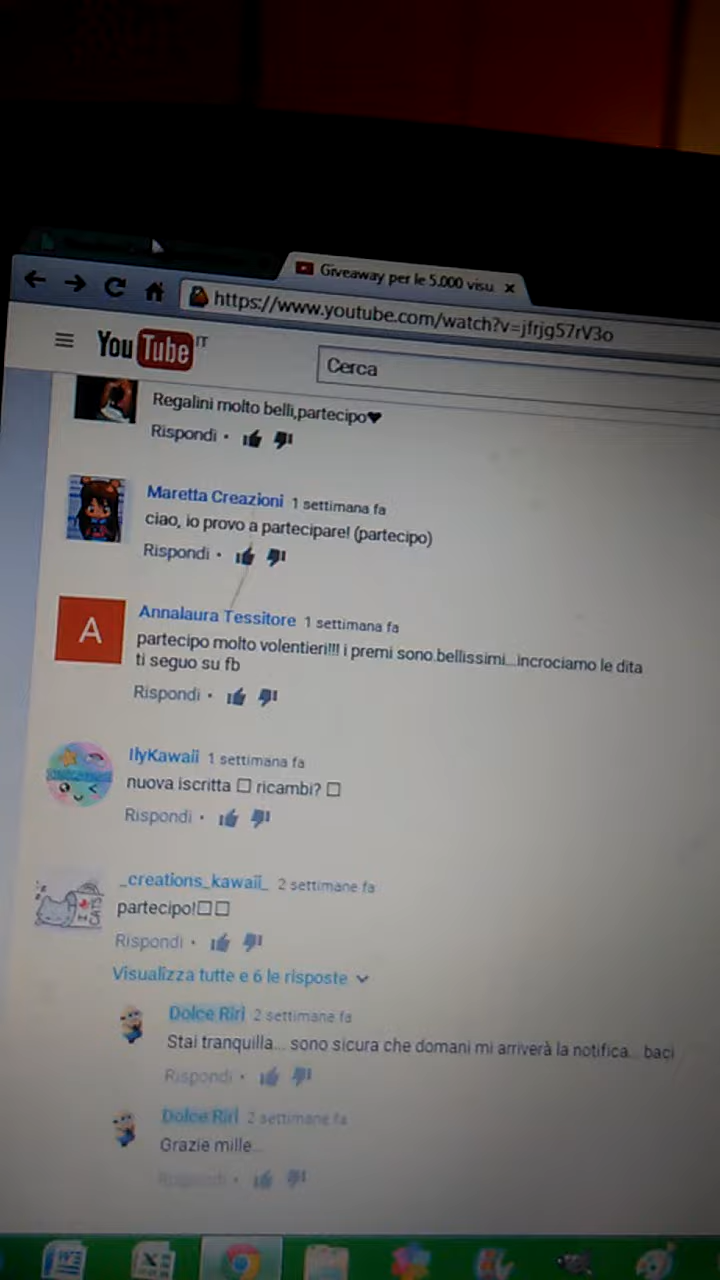 Giveaway per le 5.000 visu
https://www.youtube.com/watch?v=jfrjg57rV3o
YouTube IT
Cerca
Regalini molto belli,partecipo❤
Rispondi •
Maretta Creazioni 1 settimana fa
ciao, io provo a partecipare! (partecipo)
Rispondi •
A
Annalaura Tessitore 1 settimana fa
partecipo molto volentieri!!! i premi sono.bellissimi...incrociamo le dita
ti seguo su fb
Rispondi •
IlyKawaii 1 settimana fa
nuova iscritta □ ricambi? □
Rispondi •
_creations_kawaii_ 2 settimane fa
partecipo!□□
Rispondi •
Visualizza tutte e 6 le risposte
Dolce Riri 2 settimane fa
Stai tranquilla... sono sicura che domani mi arriverà la notifica... baci
Rispondi •
Dolce Riri 2 settimane fa
Grazie mille...
Rispondi •